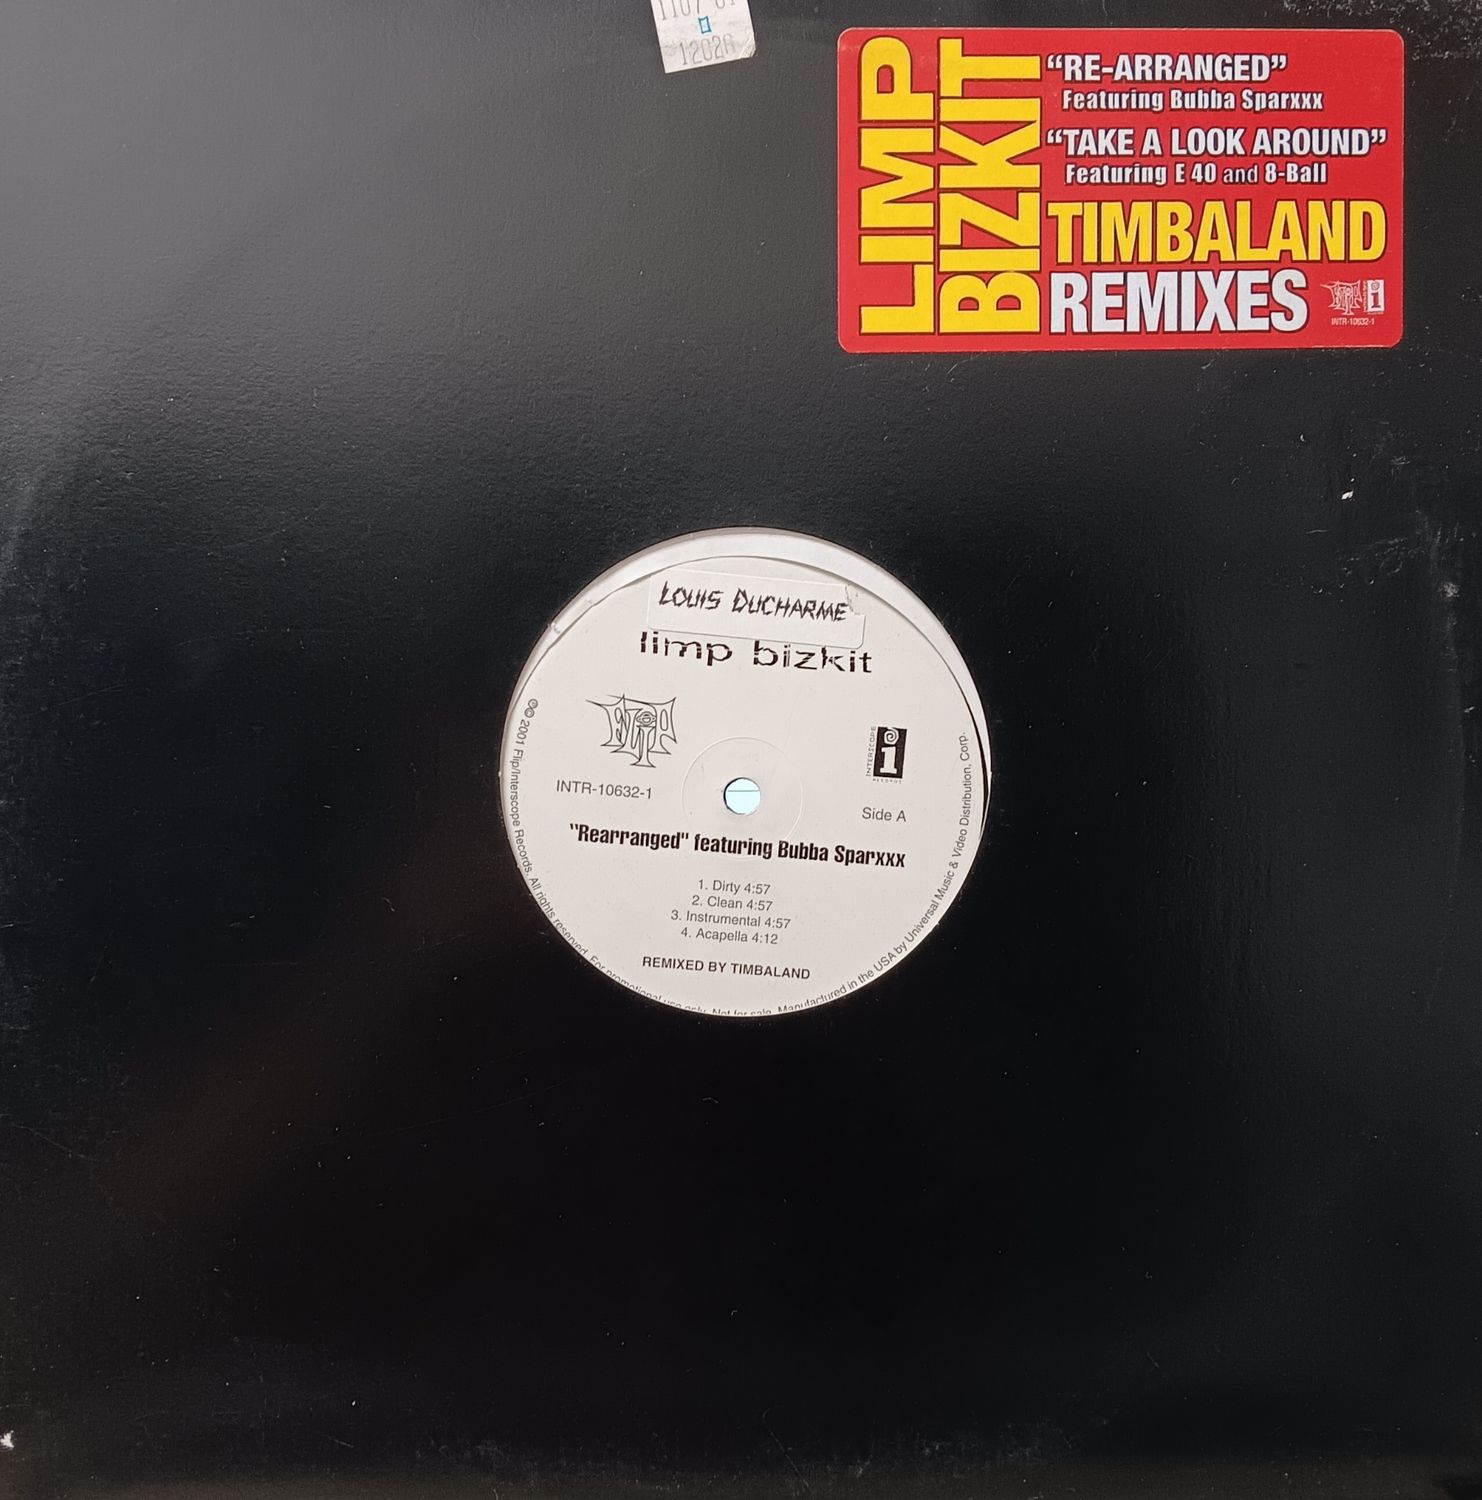 1107 01
12026
LIMP
BIZKIT
“RE-ARRANGED”
Featuring Bubba Sparxxx
“TAKE A LOOK AROUND”
Featuring E 40 and 8-Ball
TIMBALAND
REMIXES
FLIP
INTR-10632-1
LOUIS DUCHARME
limp bizkit
FLIP
INTERSCOPE
RECORDS
INTR-10632-1
Side A
"Rearranged" featuring Bubba Sparxxx
1. Dirty 4:57
2. Clean 4:57
3. Instrumental 4:57
4. Acapella 4:12
REMIXED BY TIMBALAND
℗© 2001 Flip/Interscope Records. All rights reserved. For promotional use only. Not for sale. Manufactured in the USA by Universal Music & Video Distribution, Corp.